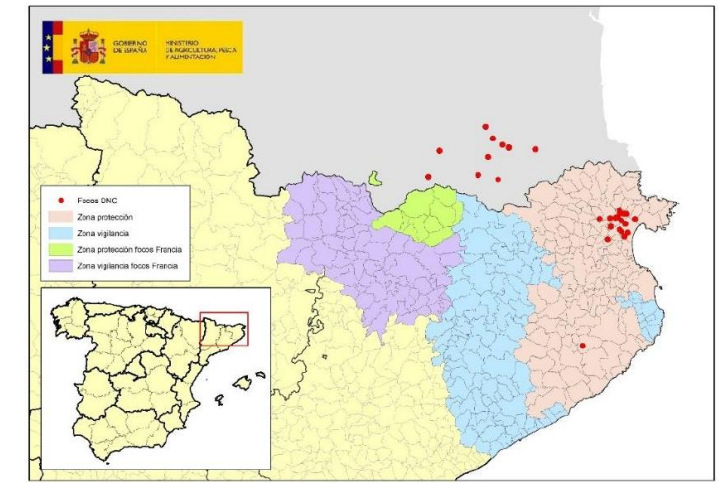 GOBIERNO
DE ESPAÑA
MINISTERIO
DE AGRICULTURA, PESCA
Y ALIMENTACIÓN
Focos DNC
Zona protección
Zona vigilancia
Zona protección focos Francia
Zona vigilancia focos Francia